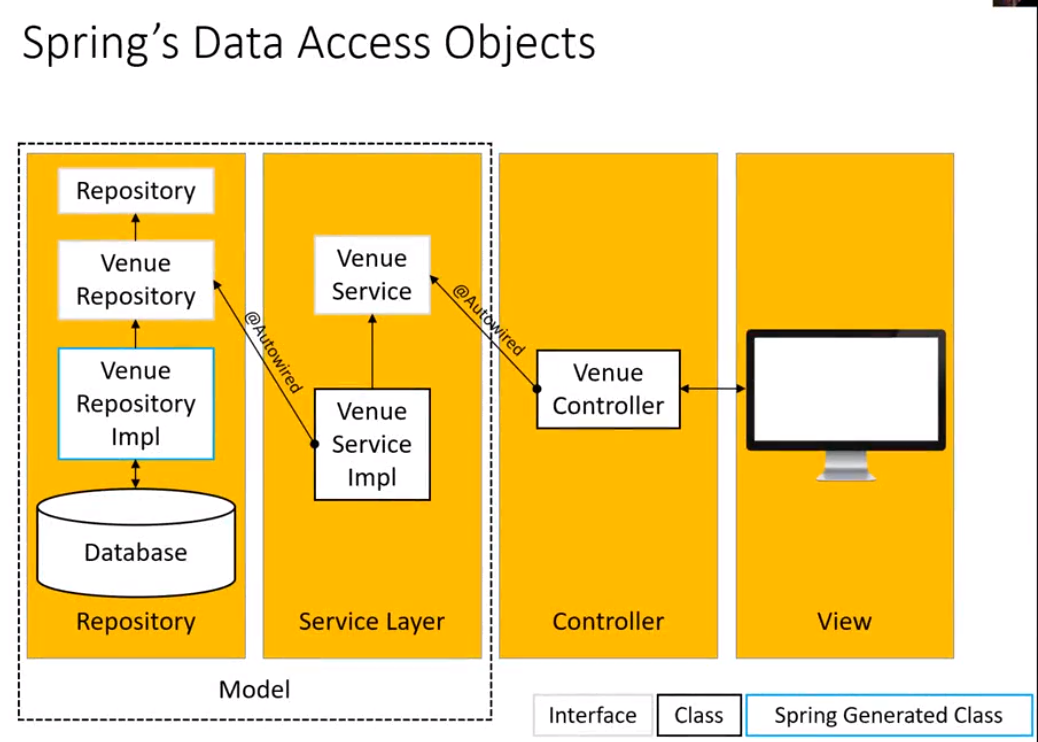 Spring’s Data Access Objects
Repository
Venue
Repository
Venue
Repository
Impl
Database
Repository
@Autowired
Venue
Service
Venue
Service
Impl
Service Layer
Model
@Autowired
Venue
Controller
Controller
View
Interface
Class
Spring Generated Class